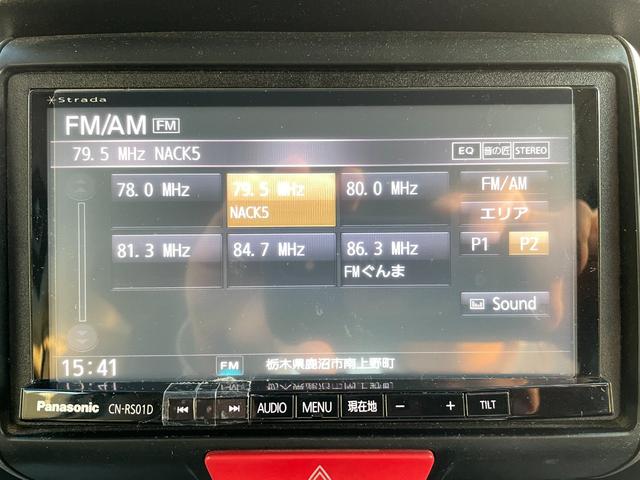 Strada
FM/AM FM
79.5 MHz NACK5 EQ 音の匠 STEREO
78.0 MHz 79.5 MHz 80.0 MHz FM/AM
NACK5 エリア
81.3 MHz 84.7 MHz 86.3 MHz P1 P2
FMぐんま
Sound
15:41 FM 栃木県鹿沼市南上野町
Panasonic CN-RS01D AUDIO MENU 現在地 − + TILT